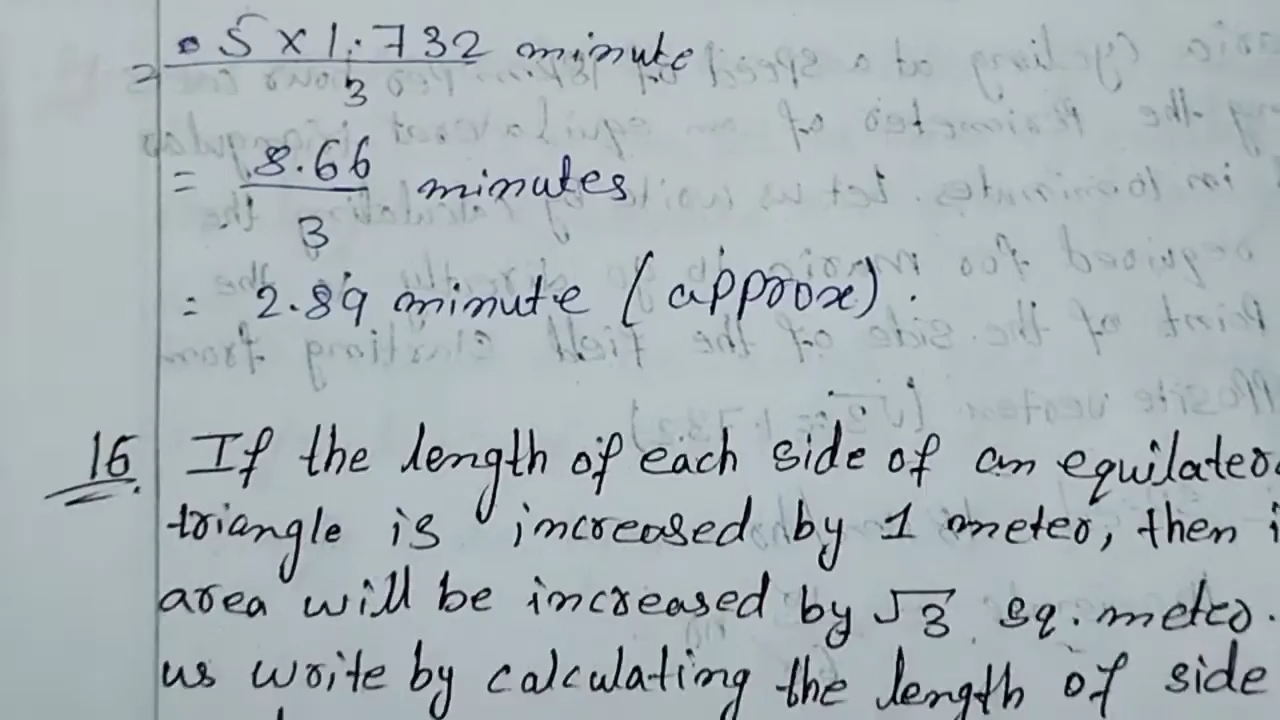 = 5 × 1.732 / 3 minute
= 8.66 / 3 minutes
= 2.89 minute (approx).
16. If the length of each side of an equilater
triangle is increased by 1 meter, then i
area will be increased by √3 sq. meter.
us write by calculating the length of side